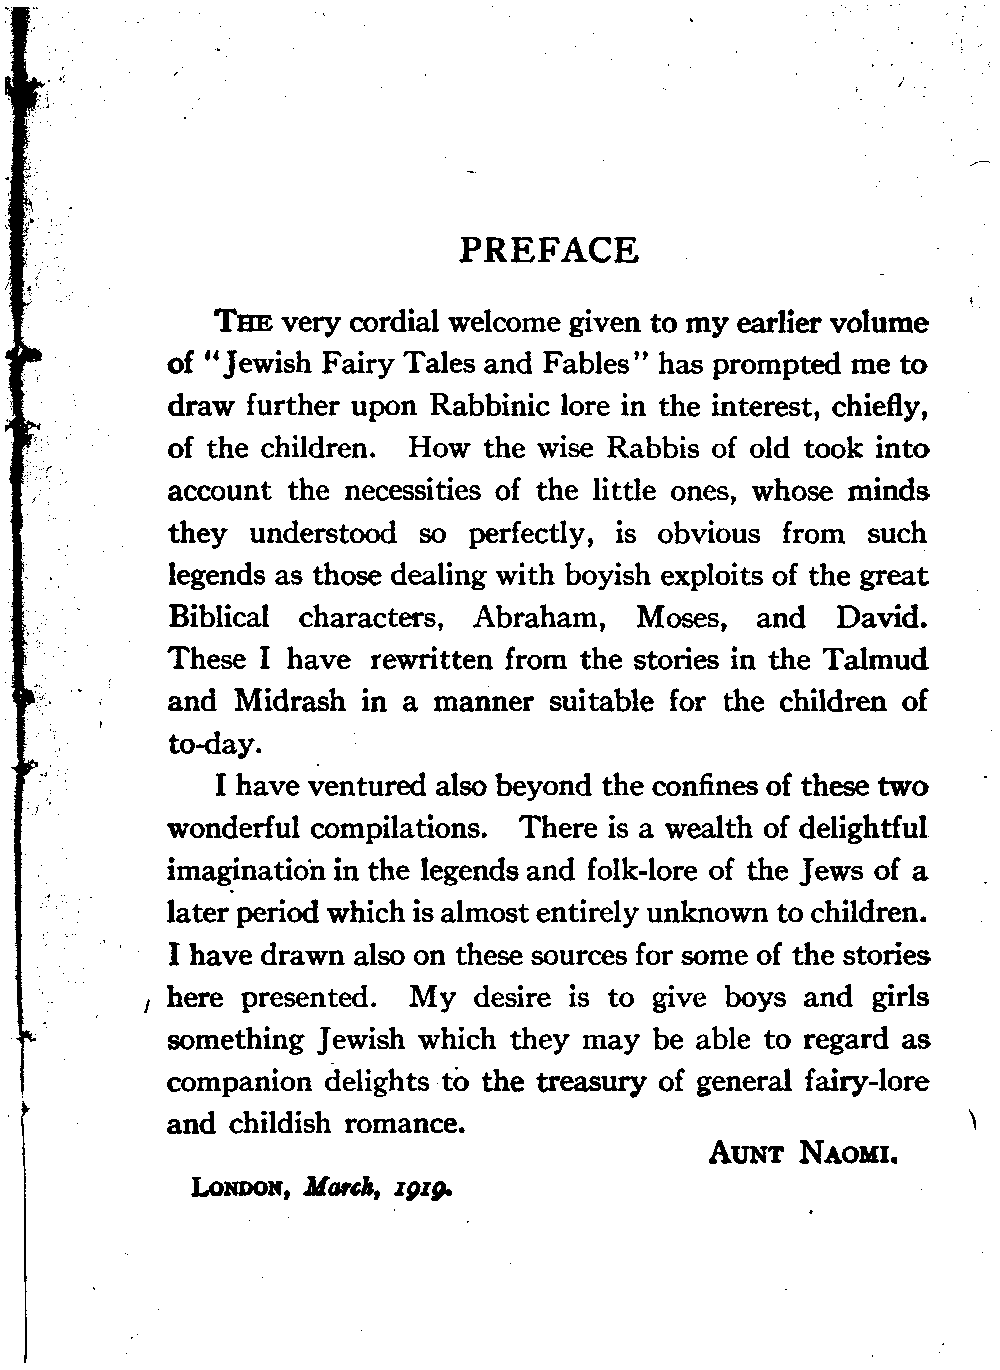 PREFACE
THE very cordial welcome given to my earlier volume
of "Jewish Fairy Tales and Fables" has prompted me to
draw further upon Rabbinic lore in the interest, chiefly,
of the children. How the wise Rabbis of old took into
account the necessities of the little ones, whose minds
they understood so perfectly, is obvious from such
legends as those dealing with boyish exploits of the great
Biblical characters, Abraham, Moses, and David.
These I have rewritten from the stories in the Talmud
and Midrash in a manner suitable for the children of
to-day.
I have ventured also beyond the confines of these two
wonderful compilations. There is a wealth of delightful
imagination in the legends and folk-lore of the Jews of a
later period which is almost entirely unknown to children.
I have drawn also on these sources for some of the stories
here presented. My desire is to give boys and girls
something Jewish which they may be able to regard as
companion delights to the treasury of general fairy-lore
and childish romance.
AUNT NAOMI.
LONDON, March, 1919.